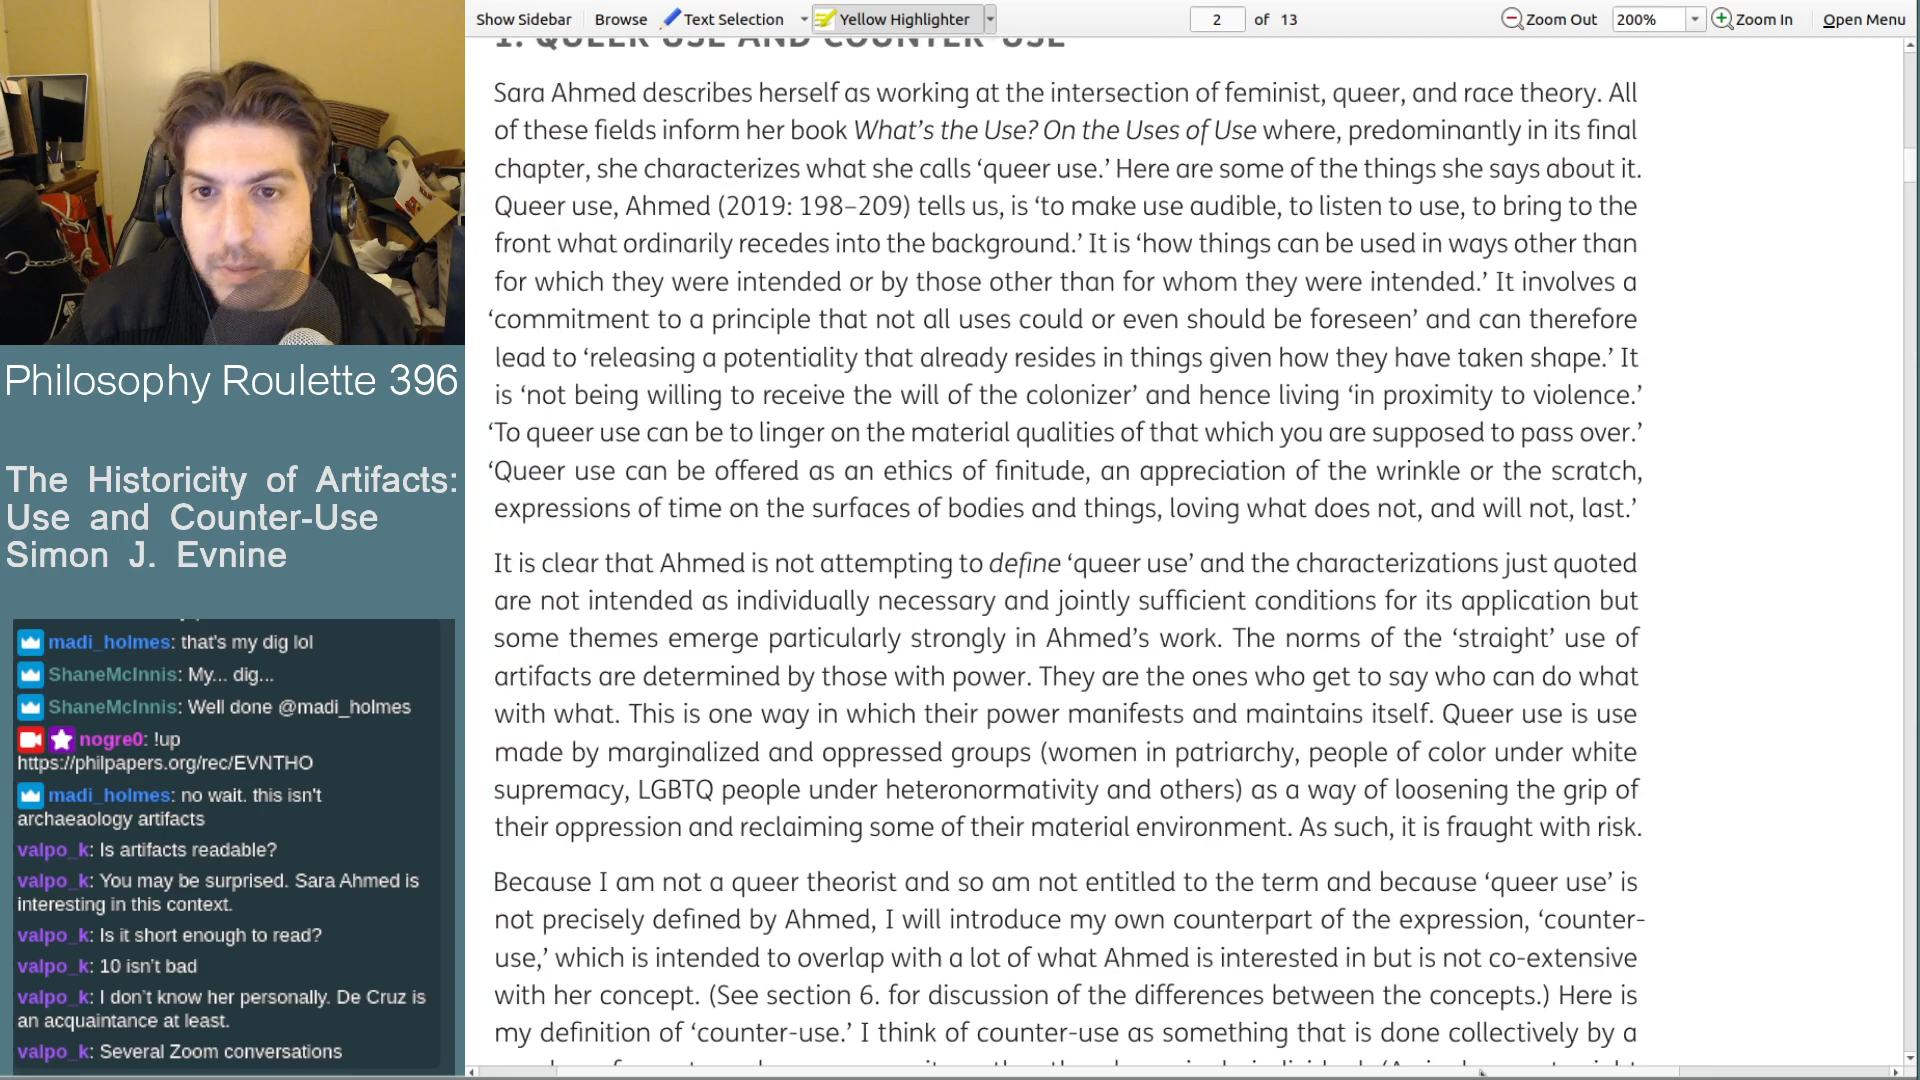 Show Sidebar Browse Text Selection Yellow Highlighter 2 of 13 Zoom Out 200% Zoom In Open Menu
1. QUEER USE AND COUNTER-USE
Sara Ahmed describes herself as working at the intersection of feminist, queer, and race theory. All
of these fields inform her book What’s the Use? On the Uses of Use where, predominantly in its final
chapter, she characterizes what she calls ‘queer use.’ Here are some of the things she says about it.
Queer use, Ahmed (2019: 198–209) tells us, is ‘to make use audible, to listen to use, to bring to the
front what ordinarily recedes into the background.’ It is ‘how things can be used in ways other than
for which they were intended or by those other than for whom they were intended.’ It involves a
‘commitment to a principle that not all uses could or even should be foreseen’ and can therefore
lead to ‘releasing a potentiality that already resides in things given how they have taken shape.’ It
is ‘not being willing to receive the will of the colonizer’ and hence living ‘in proximity to violence.’
‘To queer use can be to linger on the material qualities of that which you are supposed to pass over.’
‘Queer use can be offered as an ethics of finitude, an appreciation of the wrinkle or the scratch,
expressions of time on the surfaces of bodies and things, loving what does not, and will not, last.’
It is clear that Ahmed is not attempting to define ‘queer use’ and the characterizations just quoted
are not intended as individually necessary and jointly sufficient conditions for its application but
some themes emerge particularly strongly in Ahmed’s work. The norms of the ‘straight’ use of
artifacts are determined by those with power. They are the ones who get to say who can do what
with what. This is one way in which their power manifests and maintains itself. Queer use is use
made by marginalized and oppressed groups (women in patriarchy, people of color under white
supremacy, LGBTQ people under heteronormativity and others) as a way of loosening the grip of
their oppression and reclaiming some of their material environment. As such, it is fraught with risk.
Because I am not a queer theorist and so am not entitled to the term and because ‘queer use’ is
not precisely defined by Ahmed, I will introduce my own counterpart of the expression, ‘counter-
use,’ which is intended to overlap with a lot of what Ahmed is interested in but is not co-extensive
with her concept. (See section 6. for discussion of the differences between the concepts.) Here is
my definition of ‘counter-use.’ I think of counter-use as something that is done collectively by a
Philosophy Roulette 396
The Historicity of Artifacts:
Use and Counter-Use
Simon J. Evnine
madi_holmes: that's my dig lol
ShaneMcInnis: My... dig...
ShaneMcInnis: Well done @madi_holmes
nogre0: !up
https://philpapers.org/rec/EVNTHO
madi_holmes: no wait. this isn't
archaeaology artifacts
valpo_k: Is artifacts readable?
valpo_k: You may be surprised. Sara Ahmed is
interesting in this context.
valpo_k: Is it short enough to read?
valpo_k: 10 isn’t bad
valpo_k: I don’t know her personally. De Cruz is
an acquaintance at least.
valpo_k: Several Zoom conversations